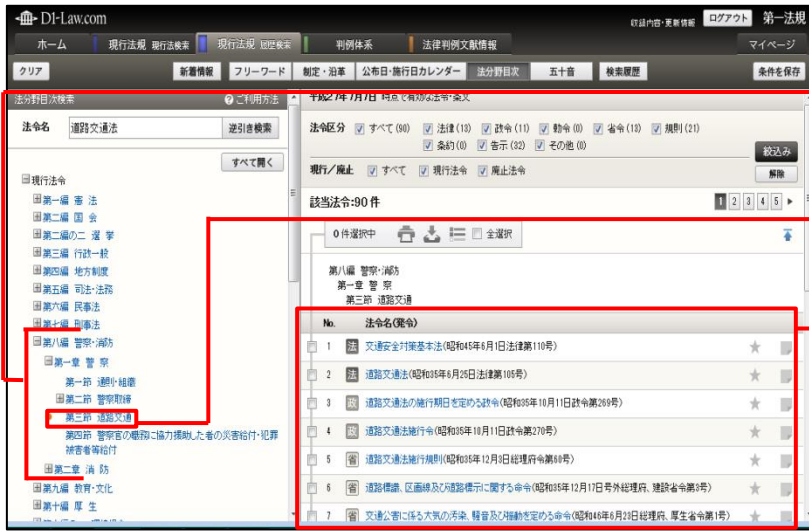 D1-Law.com
収録内容・更新情報 ログアウト 第一法規
ホーム 現行法規 現行法検索 現行法規 履歴検索 判例体系 法律判例文献情報 マイページ
クリア 新着情報 フリーワード 制定・沿革 公布日・施行日カレンダー 法分野目次 五十音 検索履歴 条件を保存
法分野目次検索 ご利用方法
法令名 道路交通法 逆引き検索
すべて開く
現行法令
第一編 憲法
第二編 国会
第二編の二 選挙
第三編 行政一般
第四編 地方制度
第五編 司法・法務
第六編 民事法
第七編 刑事法
第八編 警察・消防
第一章 警察
第一節 通則・組織
第二節 警察取締
第三節 道路交通
第四節 警察官の職務に協力援助した者の災害給付・犯罪
被害者等給付
第二章 消防
第九編 教育・文化
第十編 厚生
平成27年7月7日 時点で有効な法令・条文
法令区分 すべて(90) 法律(13) 政令(11) 勅令(0) 省令(13) 規則(21)
条約(0) 告示(32) その他(0)
絞込み
現行/廃止 すべて 現行法令 廃止法令
解除
該当法令:90件 1 2 3 4 5
0件選択中 全選択
第八編 警察・消防
第一章 警察
第三節 道路交通
No. 法令名(発令)
1 法 交通安全対策基本法(昭和45年6月1日法律第110号)
2 法 道路交通法(昭和35年6月25日法律第105号)
3 政 道路交通法の施行期日を定める政令(昭和35年10月11日政令第269号)
4 政 道路交通法施行令(昭和35年10月11日政令第270号)
5 省 道路交通法施行規則(昭和35年12月3日総理府令第60号)
6 省 道路標識、区画線及び道路標示に関する命令(昭和35年12月17日号外総理府、建設省令第3号)
7 省 交通公害に係る大気の汚染、騒音及び振動を定める命令(昭和46年6月23日総理府、厚生省令第1号)